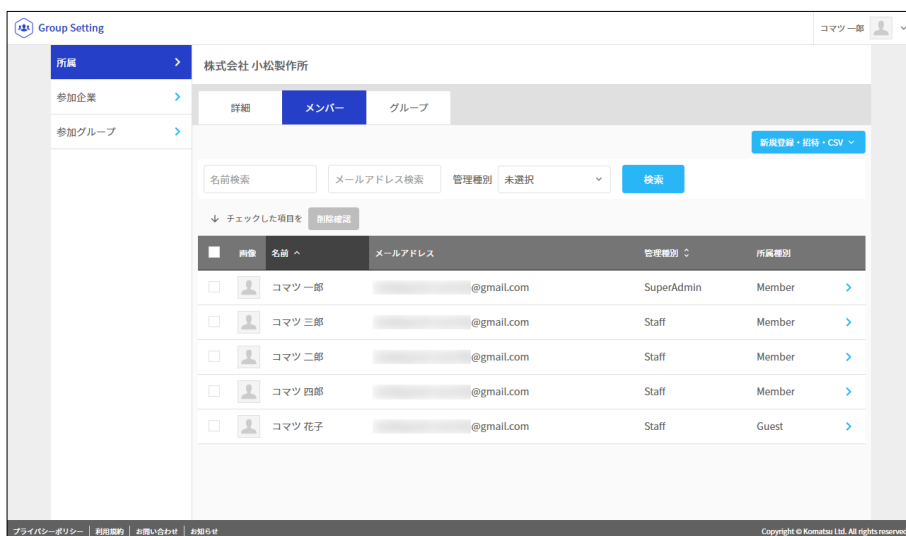 Group Setting
コマツ 一郎
所属
参加企業
参加グループ
株式会社 小松製作所
詳細 メンバー グループ
新規登録・招待・CSV
名前検索 メールアドレス検索 管理種別 未選択 検索
チェックした項目を 削除確認
画像 名前 メールアドレス 管理種別 所属種別
コマツ 一郎 @gmail.com SuperAdmin Member
コマツ 三郎 @gmail.com Staff Member
コマツ 二郎 @gmail.com Staff Member
コマツ 四郎 @gmail.com Staff Member
コマツ 花子 @gmail.com Staff Guest
プライバシーポリシー 利用規約 お問い合わせ お知らせ
Copyright © Komatsu Ltd. All rights reserved